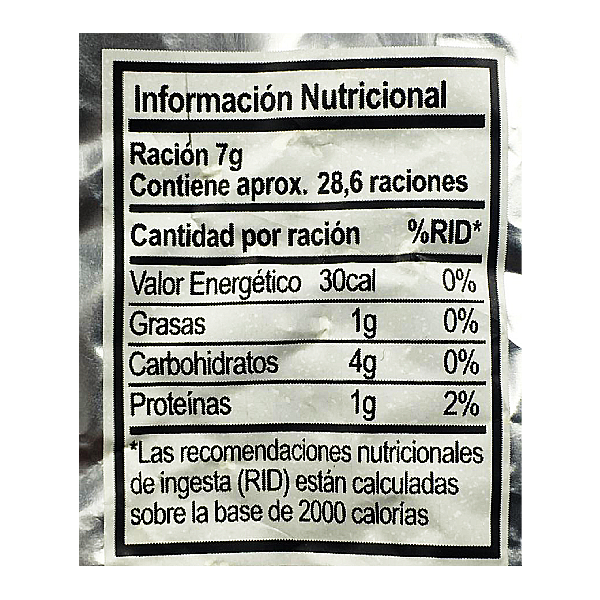 Información Nutricional
Ración 7g
Contiene aprox. 28,6 raciones
Cantidad por ración %RID*
Valor Energético 30cal 0%
Grasas 1g 0%
Carbohidratos 4g 0%
Proteínas 1g 2%
*Las recomendaciones nutricionales
de ingesta (RID) están calculadas
sobre la base de 2000 calorías